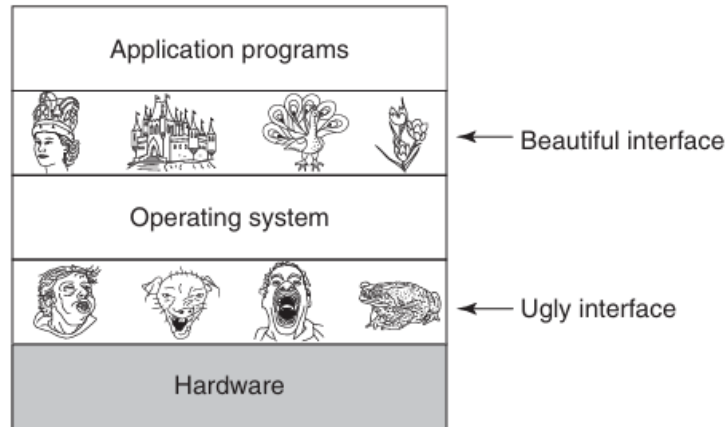 Application programs
Beautiful interface
Operating system
Ugly interface
Hardware